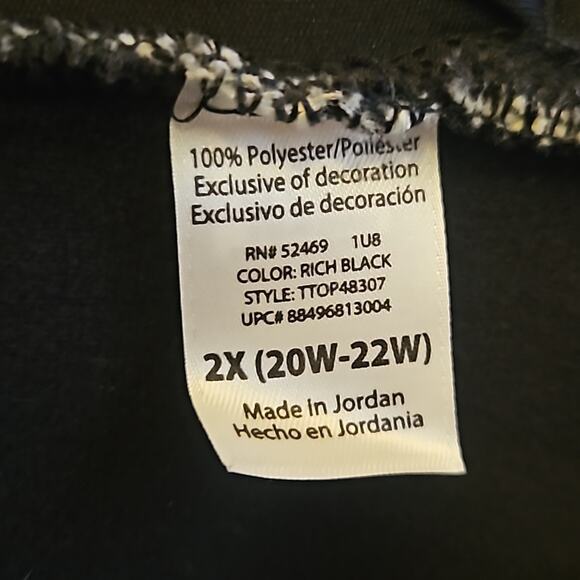 100% Polyester/Poliéster
Exclusive of decoration
Exclusivo de decoración
RN# 52469 1U8
COLOR: RICH BLACK
STYLE: TTOP48307
UPC# 88496813004
2X (20W-22W)
Made in Jordan
Hecho en Jordania